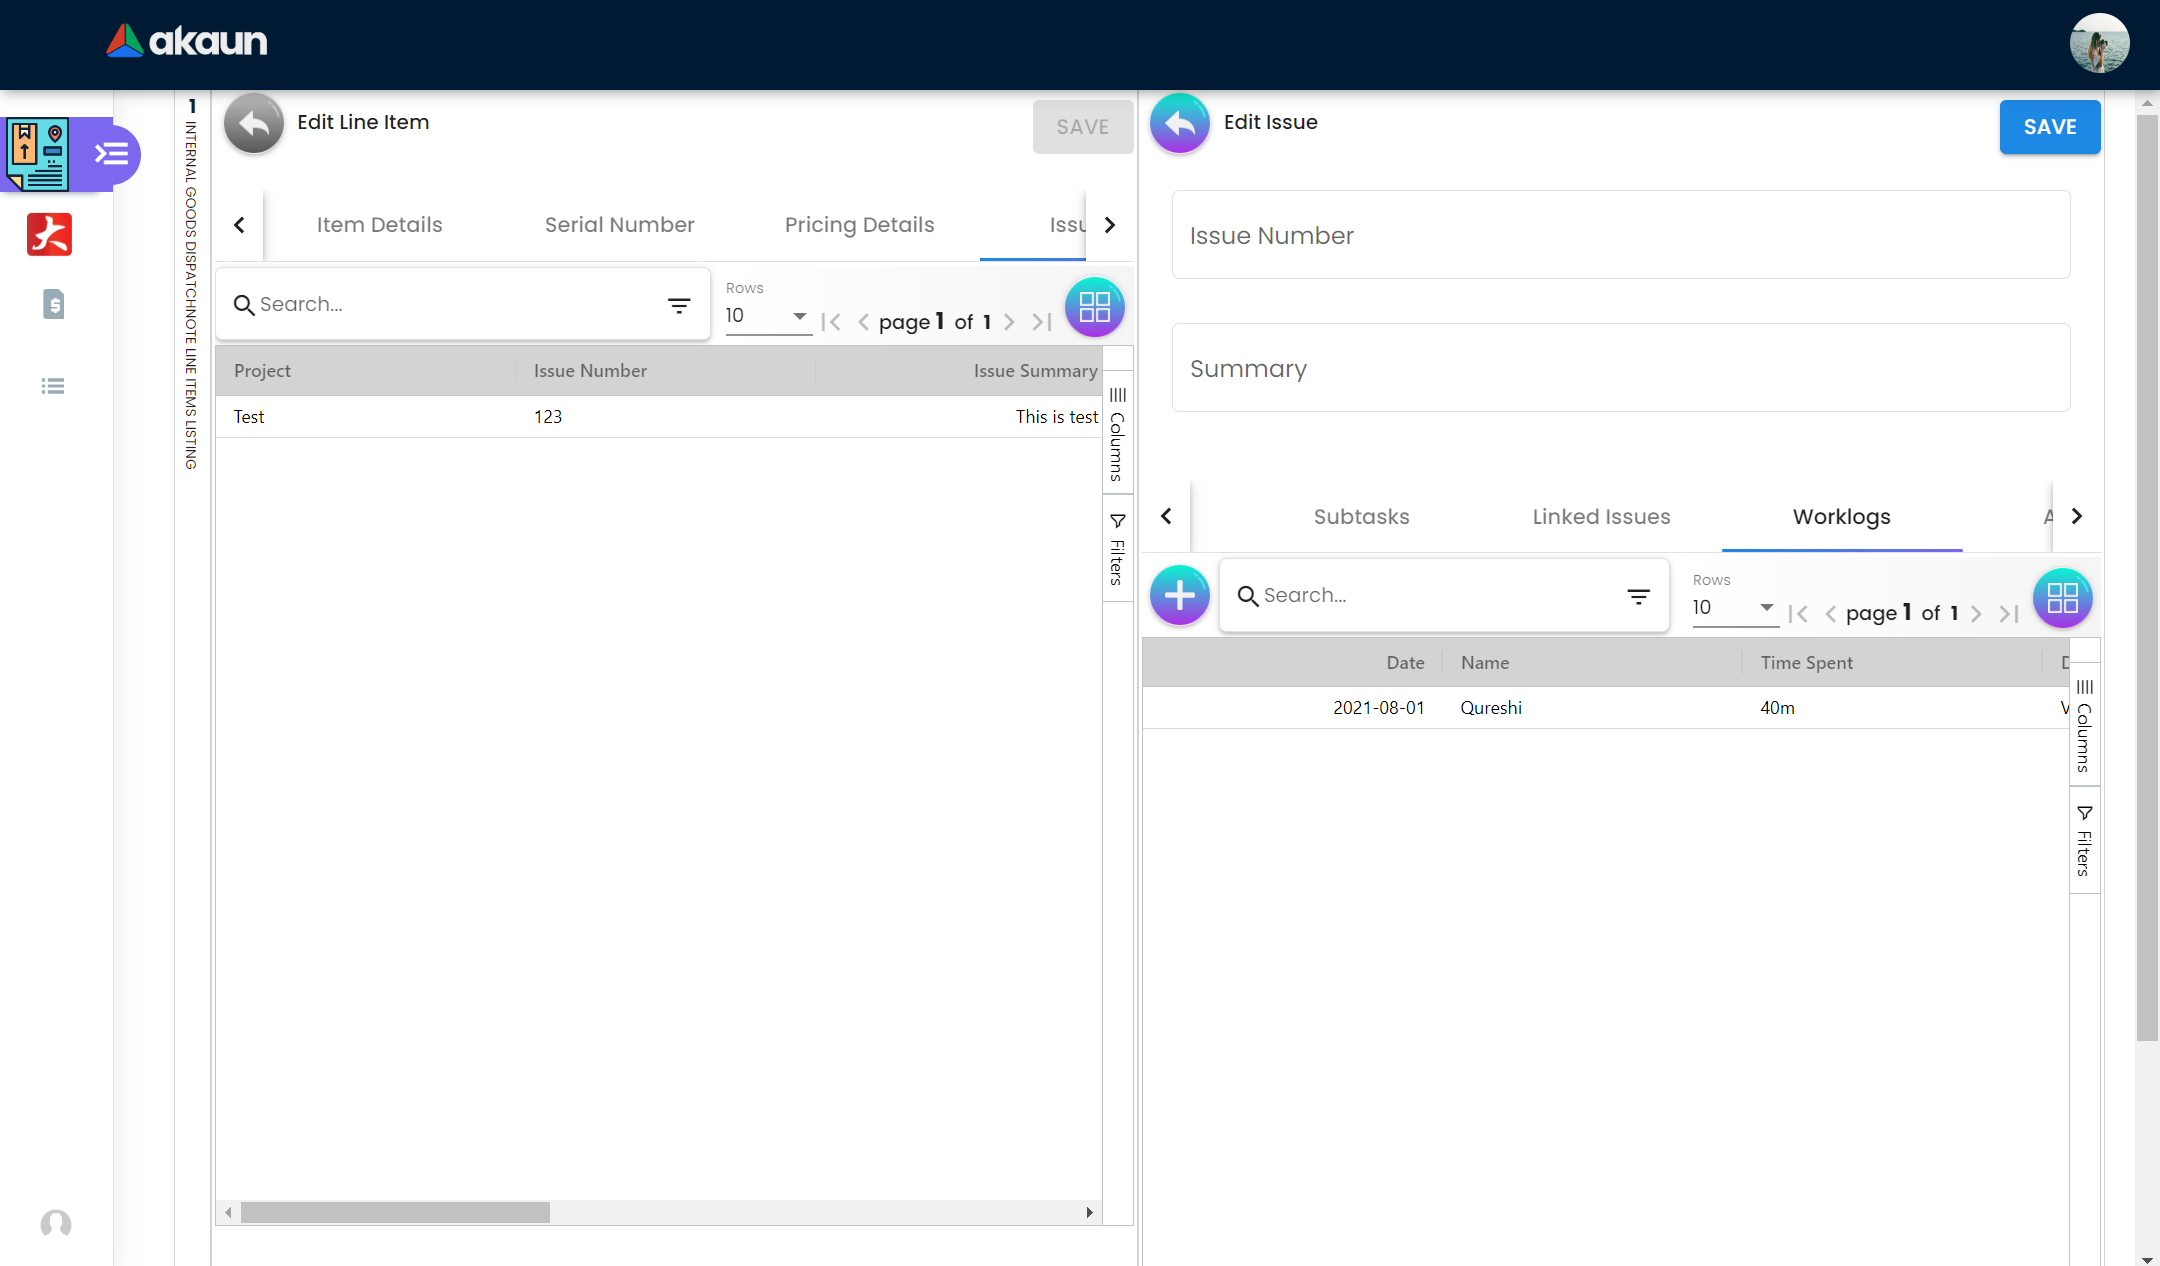 akaun
1
INTERNAL GOODS DISPATCHNOTE LINE ITEMS LISTING
Edit Line Item
SAVE
Item Details
Serial Number
Pricing Details
Issu
Search...
Rows
10
page 1 of 1
Project
Issue Number
Issue Summary
Test
123
This is test
Columns
Filters
Edit Issue
SAVE
Issue Number
Summary
Subtasks
Linked Issues
Worklogs
Search...
Rows
10
page 1 of 1
Date
Name
Time Spent
2021-08-01
Qureshi
40m
Columns
Filters